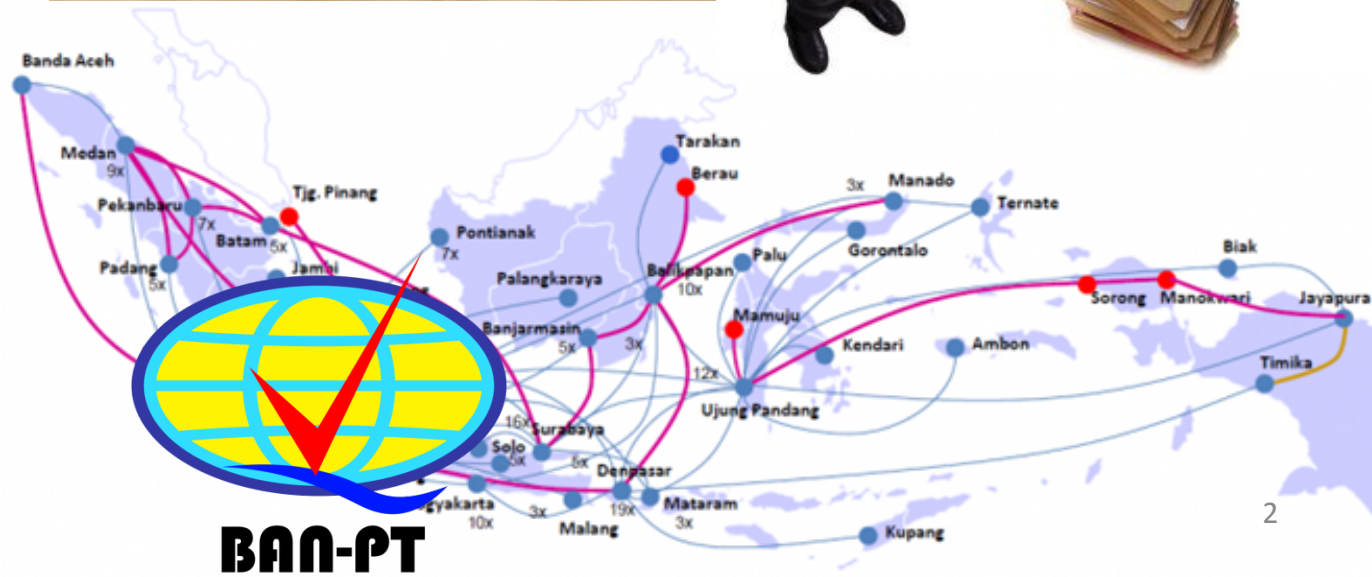 Banda Aceh
Medan
9x
Pekanbaru
7x
Tjg. Pinang
Batam
5x
Padang
5x
Jambi
Pontianak
7x
Palangkaraya
Banjarmasin
5x
3x
Tarakan
Berau
Balikpapan
10x
3x
Manado
Ternate
Gorontalo
Palu
Mamuju
Kendari
Ambon
12x
Ujung Pandang
Sorong
Manokwari
Biak
Jayapura
Timika
16x
Surabaya
Solo
5x
5x
Denpasar
19x
Mataram
3x
gyakarta
10x
3x
Malang
Kupang
BAN-PT
2